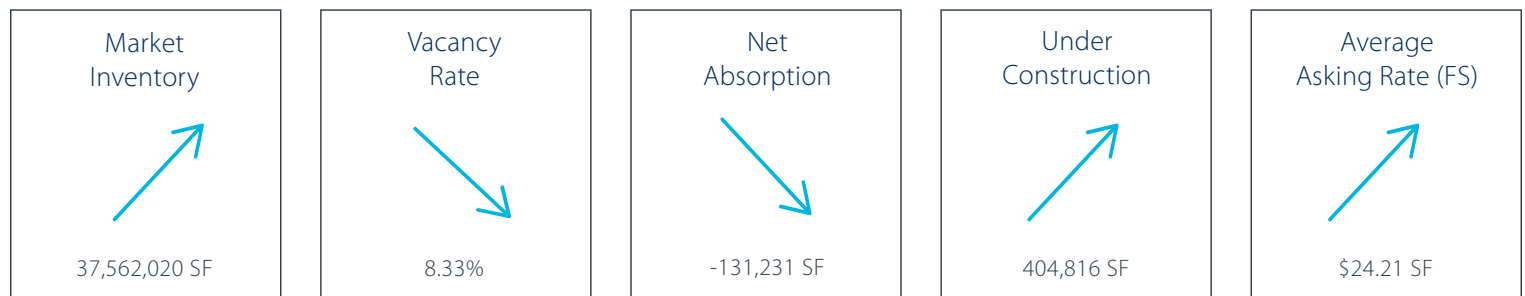 Market
Inventory
37,562,020 SF
Vacancy
Rate
8.33%
Net
Absorption
-131,231 SF
Under
Construction
404,816 SF
Average
Asking Rate (FS)
$24.21 SF